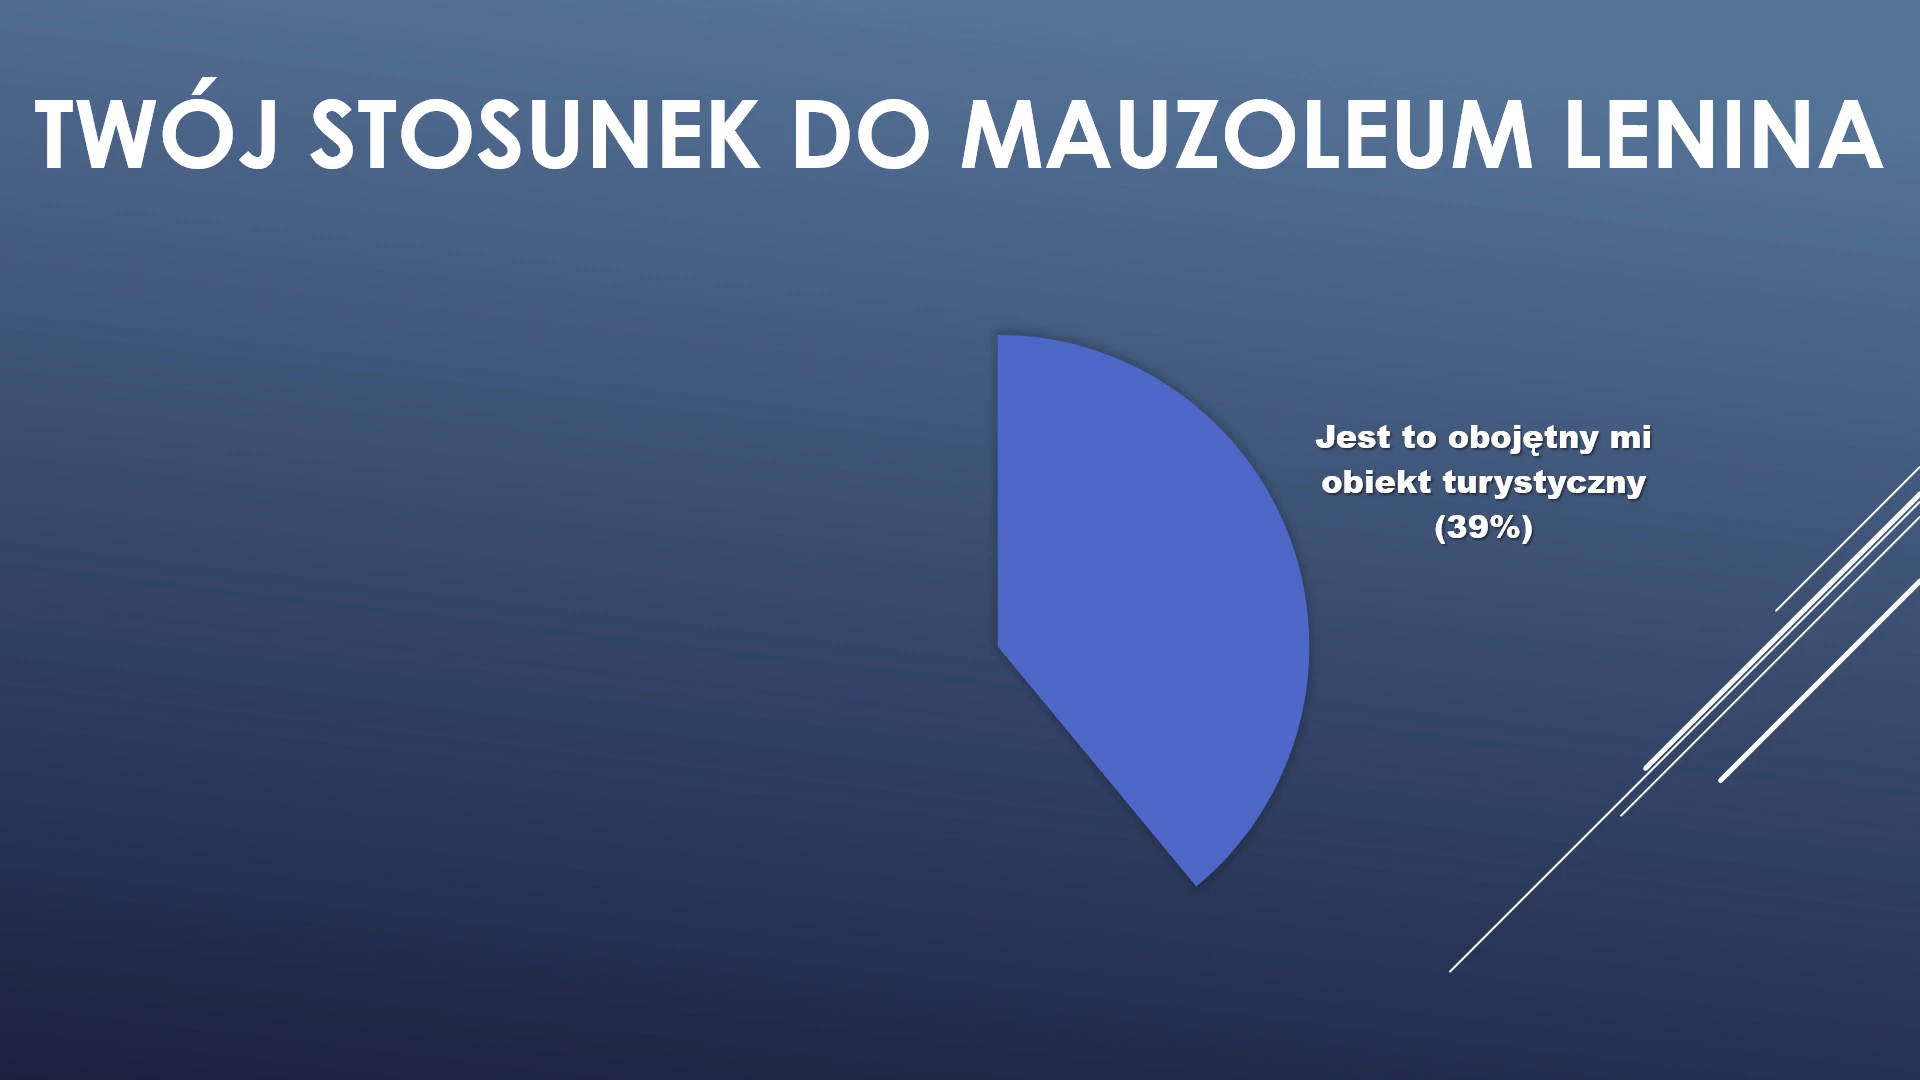 TWÓJ STOSUNEK DO MAUZOLEUM LENINA
Jest to obojętny mi
obiekt turystyczny
(39%)